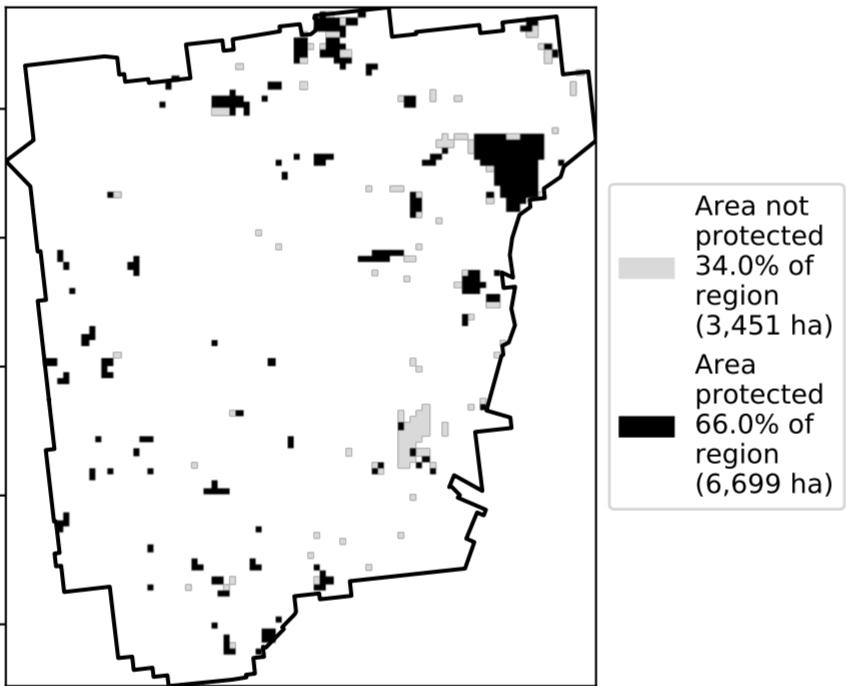 Area not
protected
34.0% of
region
(3,451 ha)
Area
protected
66.0% of
region
(6,699 ha)